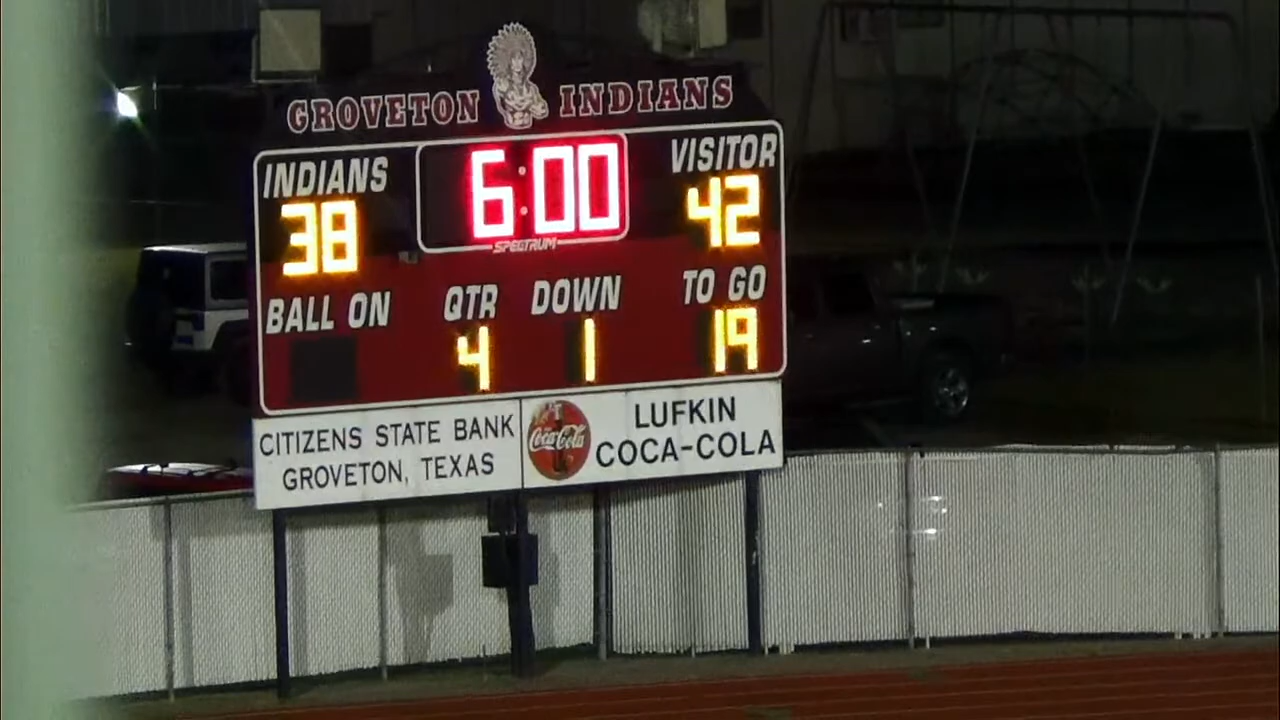 GROVETON INDIANS
INDIANS
6:00
VISITOR
38
42
SPECTRUM
BALL ON
QTR
DOWN
TO GO
4
1
19
CITIZENS STATE BANK
GROVETON, TEXAS
Coca-Cola
LUFKIN
COCA-COLA